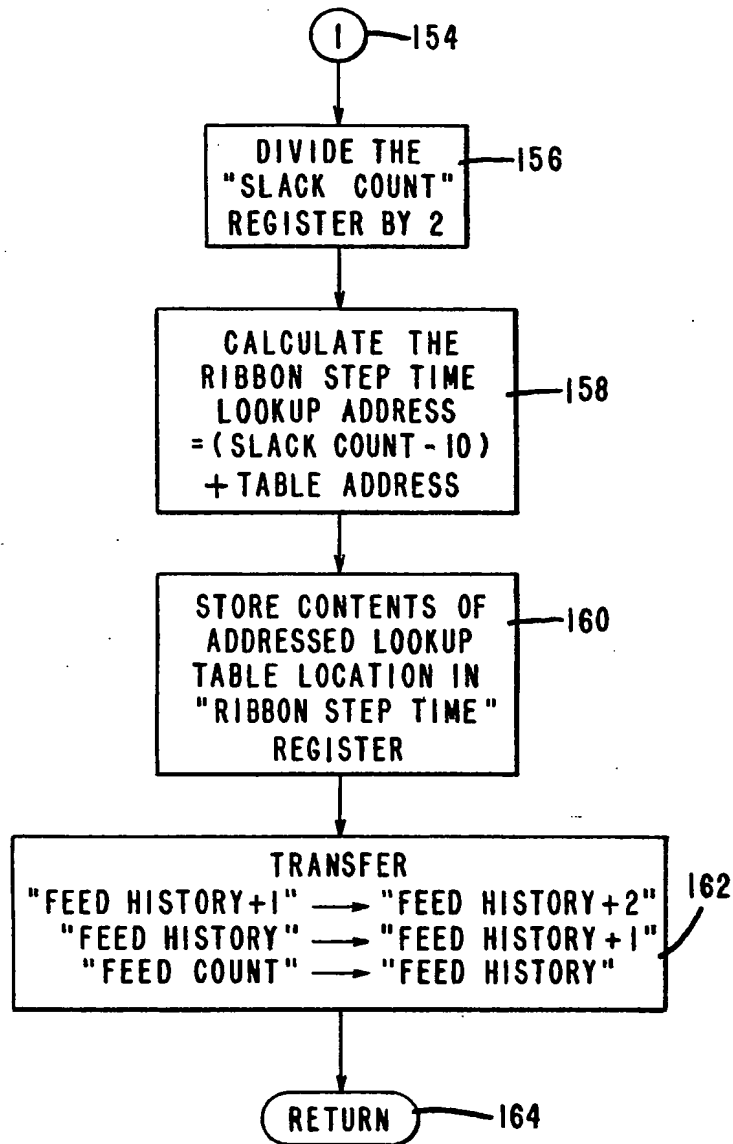 1 154
DIVIDE THE
"SLACK COUNT"
REGISTER BY 2
156
CALCULATE THE
RIBBON STEP TIME
LOOKUP ADDRESS
=(SLACK COUNT-10)
+ TABLE ADDRESS
158
STORE CONTENTS OF
ADDRESSED LOOKUP
TABLE LOCATION IN
"RIBBON STEP TIME"
REGISTER
160
TRANSFER
"FEED HISTORY+1" → "FEED HISTORY+2"
"FEED HISTORY" → "FEED HISTORY+1"
"FEED COUNT" → "FEED HISTORY"
162
RETURN 164